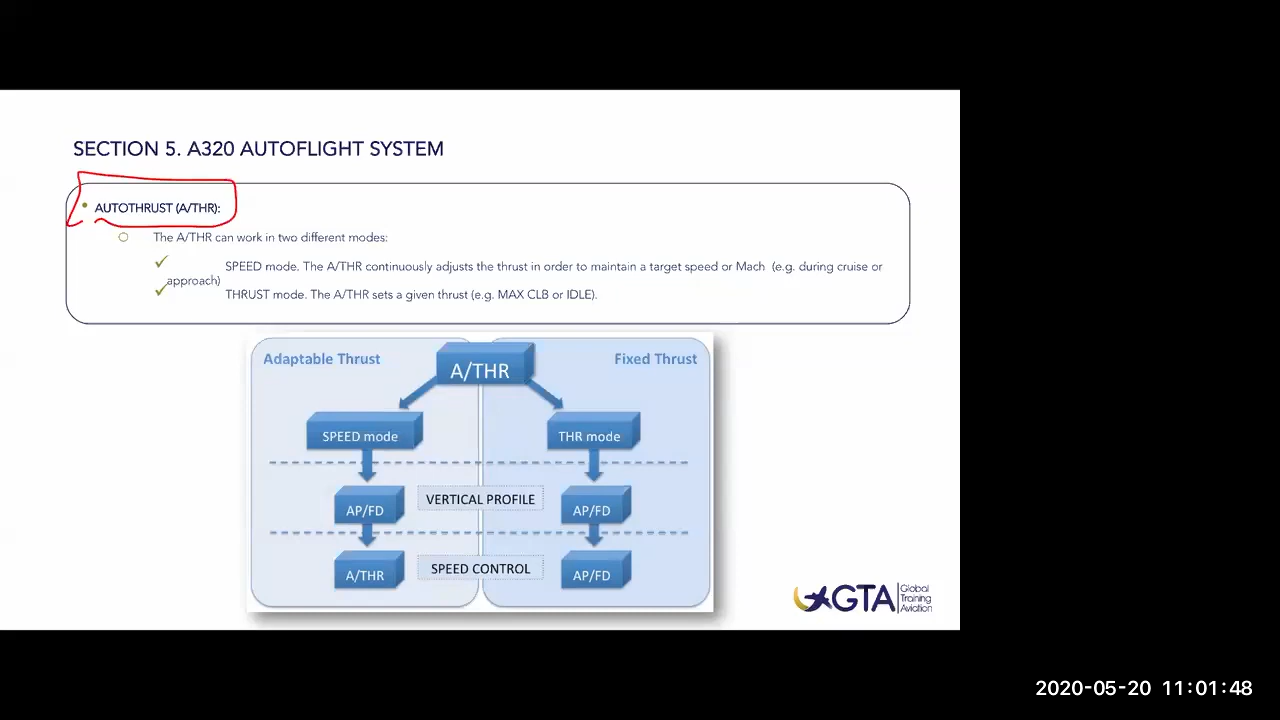 SECTION 5. A320 AUTOFLIGHT SYSTEM
• AUTOTHRUST (A/THR):
The A/THR can work in two different modes:
✓ SPEED mode. The A/THR continuously adjusts the thrust in order to maintain a target speed or Mach (e.g. during cruise or
approach)
✓ THRUST mode. The A/THR sets a given thrust (e.g. MAX CLB or IDLE).
Adaptable Thrust
A/THR
Fixed Thrust
SPEED mode
THR mode
AP/FD
VERTICAL PROFILE
AP/FD
A/THR
SPEED CONTROL
AP/FD
GTA
Global
Training
Aviation
2020-05-20 11:01:48